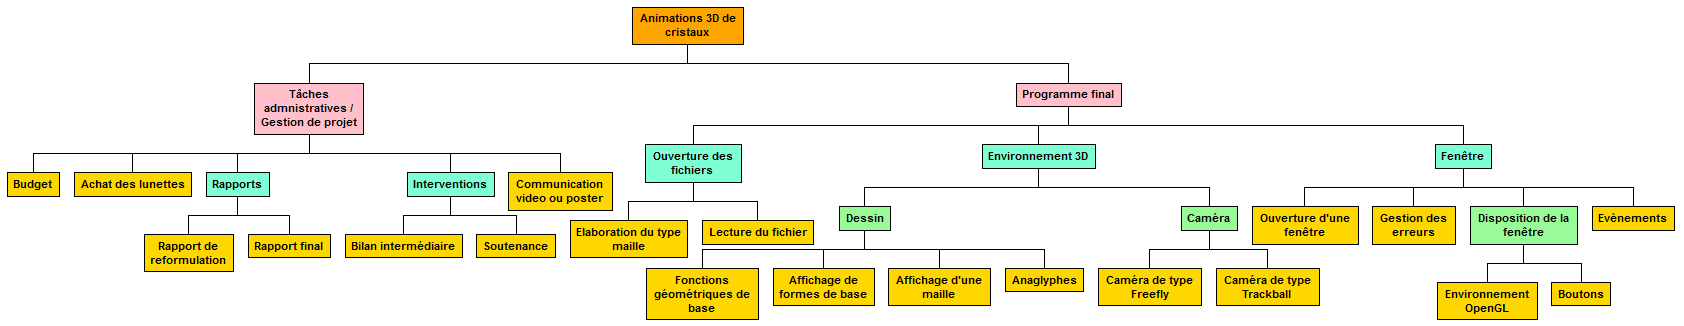 Animations 3D de
cristaux
Tâches
admnistratives /
Gestion de projet
Programme final
Ouverture des
fichiers
Environnement 3D
Fenêtre
Budget
Achat des lunettes
Rapports
Interventions
Communication
video ou poster
Dessin
Caméra
Ouverture d'une
fenêtre
Gestion des
erreurs
Disposition de la
fenêtre
Evènements
Rapport de
reformulation
Rapport final
Bilan intermédiaire
Soutenance
Elaboration du type
maille
Lecture du fichier
Fonctions
géométriques de
base
Affichage de
formes de base
Affichage d'une
maille
Anaglyphes
Caméra de type
Freefly
Caméra de type
Trackball
Environnement
OpenGL
Boutons